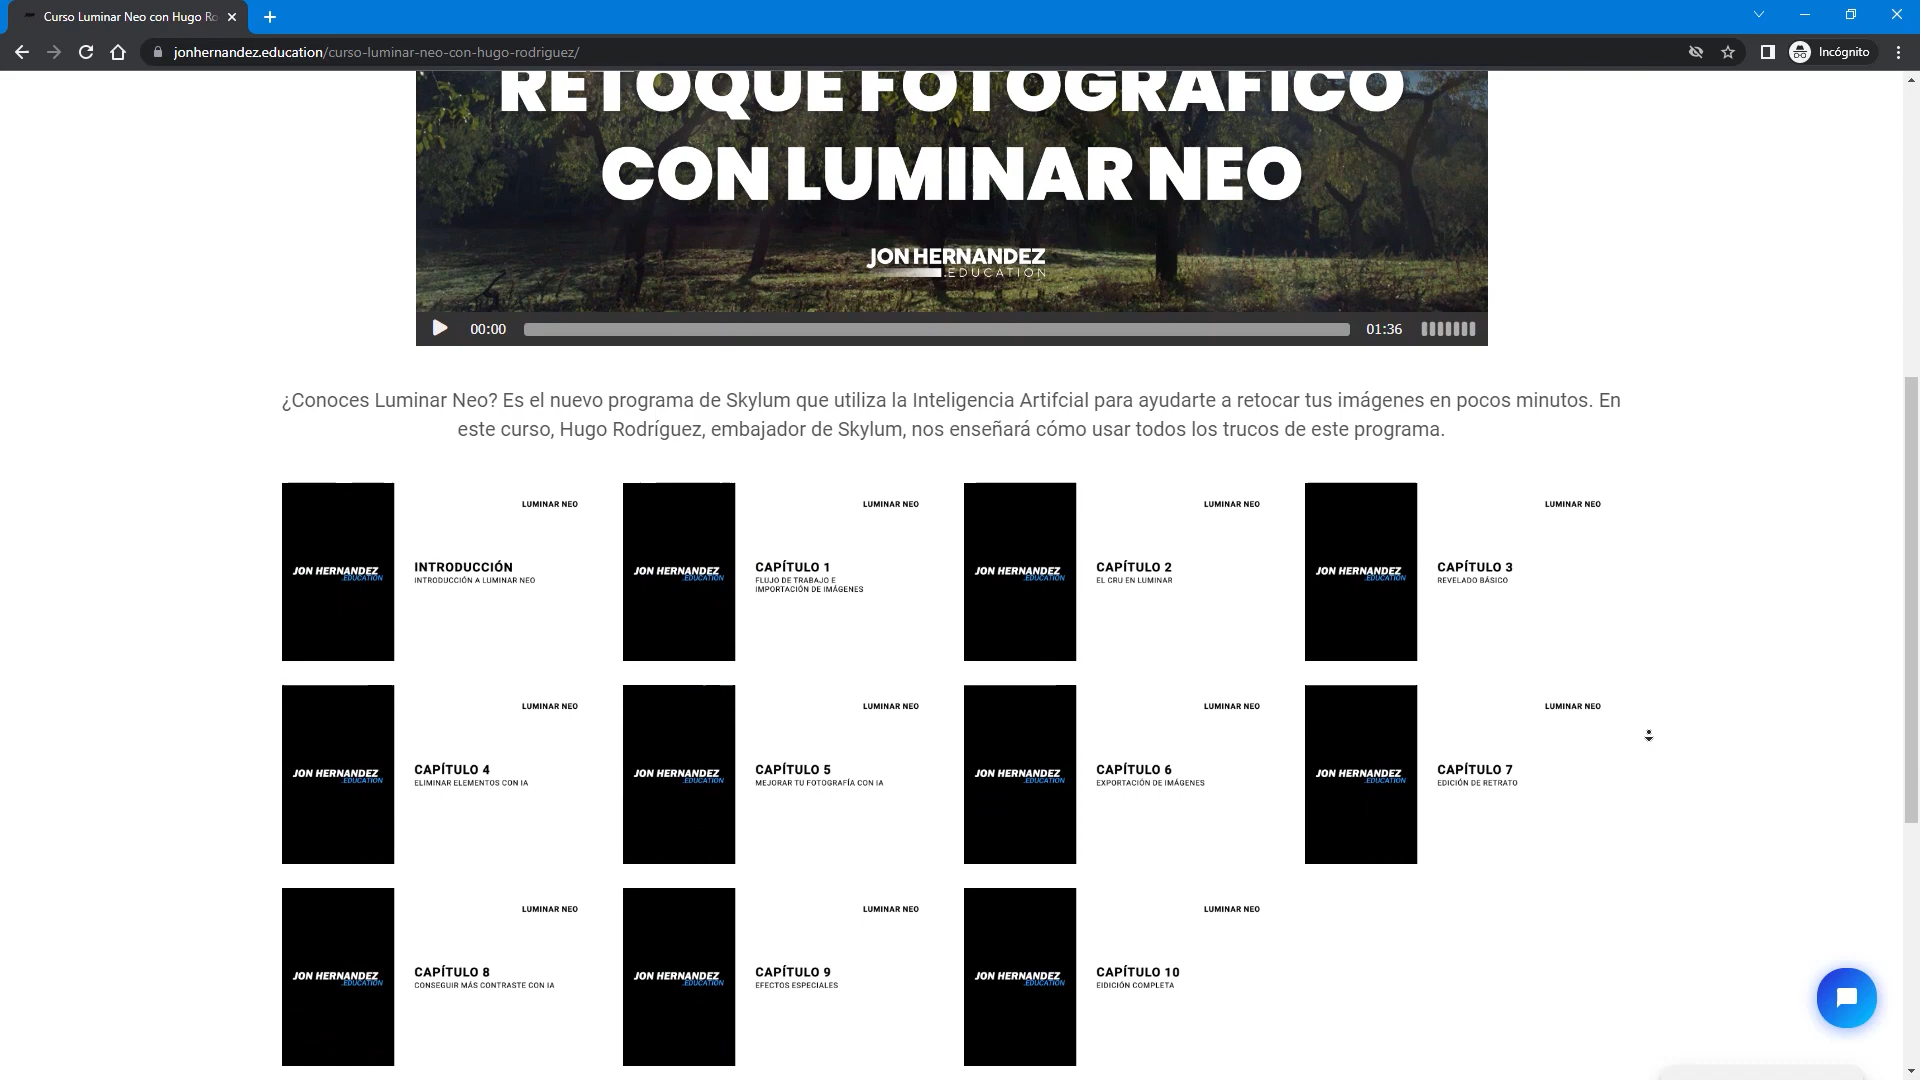 Curso Luminar Neo con Hugo Ro
jonhernandez.education/curso-luminar-neo-con-hugo-rodriguez/
Incógnito
RETOQUE FOTOGRÁFICO
CON LUMINAR NEO
JON HERNANDEZ
.EDUCATION
00:00
01:36
¿Conoces Luminar Neo? Es el nuevo programa de Skylum que utiliza la Inteligencia Artifcial para ayudarte a retocar tus imágenes en pocos minutos. En
este curso, Hugo Rodríguez, embajador de Skylum, nos enseñará cómo usar todos los trucos de este programa.
LUMINAR NEO
JON HERNANDEZ
.EDUCATION
INTRODUCCIÓN
INTRODUCCIÓN A LUMINAR NEO
LUMINAR NEO
JON HERNANDEZ
.EDUCATION
CAPÍTULO 1
FLUJO DE TRABAJO E
IMPORTACIÓN DE IMÁGENES
LUMINAR NEO
JON HERNANDEZ
.EDUCATION
CAPÍTULO 2
EL CRU EN LUMINAR
LUMINAR NEO
JON HERNANDEZ
.EDUCATION
CAPÍTULO 3
REVELADO BÁSICO
LUMINAR NEO
JON HERNANDEZ
.EDUCATION
CAPÍTULO 4
ELIMINAR ELEMENTOS CON IA
LUMINAR NEO
JON HERNANDEZ
.EDUCATION
CAPÍTULO 5
MEJORAR TU FOTOGRAFÍA CON IA
LUMINAR NEO
JON HERNANDEZ
.EDUCATION
CAPÍTULO 6
EXPORTACIÓN DE IMÁGENES
LUMINAR NEO
JON HERNANDEZ
.EDUCATION
CAPÍTULO 7
EDICIÓN DE RETRATO
LUMINAR NEO
JON HERNANDEZ
.EDUCATION
CAPÍTULO 8
CONSEGUIR MÁS CONTRASTE CON IA
LUMINAR NEO
JON HERNANDEZ
.EDUCATION
CAPÍTULO 9
EFECTOS ESPECIALES
LUMINAR NEO
JON HERNANDEZ
.EDUCATION
CAPÍTULO 10
EIDICIÓN COMPLETA